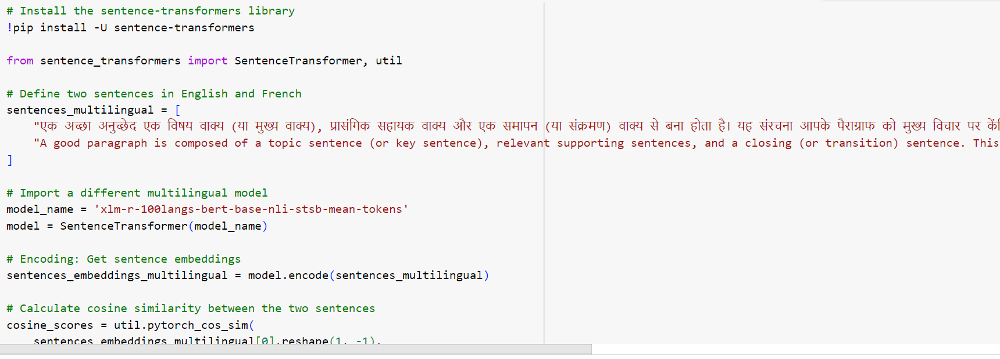 # Install the sentence-transformers library
!pip install -U sentence-transformers
from sentence_transformers import SentenceTransformer, util
# Define two sentences in English and French
sentences_multilingual = [
"एक अच्छा अनुच्छेद एक विषय वाक्य (या मुख्य वाक्य), प्रासंगिक सहायक वाक्य और एक समापन (या संक्रमण) वाक्य से बना होता है। यह संरचना आपके पैराग्राफ को मुख्य विचार पर
"A good paragraph is composed of a topic sentence (or key sentence), relevant supporting sentences, and a closing (or transition) sentence. This
]
# Import a different multilingual model
model_name = 'xlm-r-100langs-bert-base-nli-stsb-mean-tokens'
model = SentenceTransformer(model_name)
# Encoding: Get sentence embeddings
sentences_embeddings_multilingual = model.encode(sentences_multilingual)
# Calculate cosine similarity between the two sentences
cosine_scores = util.pytorch_cos_sim(
sentences_embeddings_multilingual[0].reshape(1, -1),